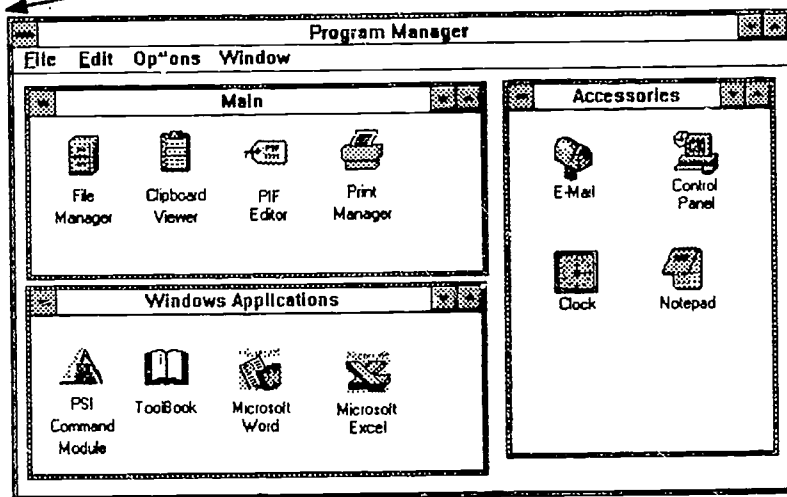 Program Manager
File Edit Op"ons Window
Main
File Manager
Clipboard Viewer
PIF Editor
Print Manager
Accessories
E-Mail
Control Panel
Clock
Notepad
Windows Applications
PSI Command Module
ToolBook
Microsoft Word
Microsoft Excel